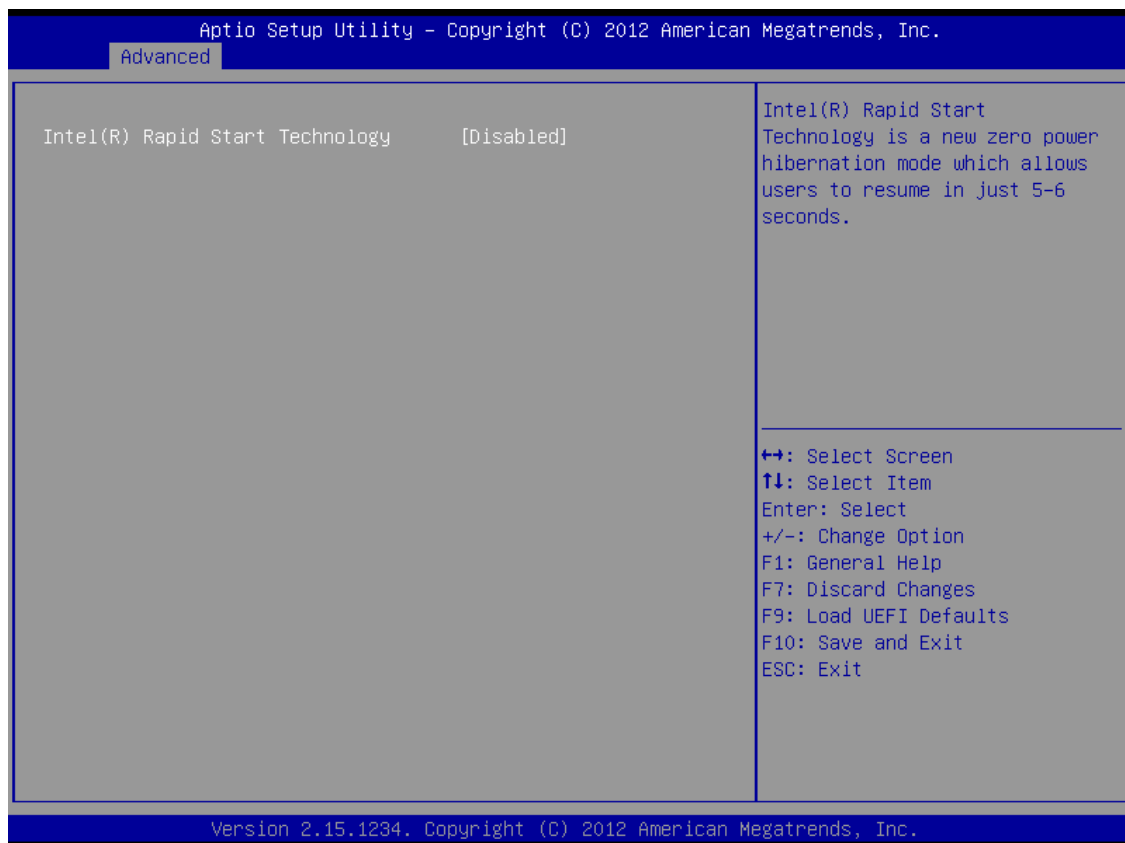 Aptio Setup Utility – Copyright (C) 2012 American Megatrends, Inc.
Advanced
Intel(R) Rapid Start Technology [Disabled]
Intel(R) Rapid Start
Technology is a new zero power
hibernation mode which allows
users to resume in just 5-6
seconds.
↔: Select Screen
↑↓: Select Item
Enter: Select
+/-: Change Option
F1: General Help
F7: Discard Changes
F9: Load UEFI Defaults
F10: Save and Exit
ESC: Exit
Version 2.15.1234. Copyright (C) 2012 American Megatrends, Inc.